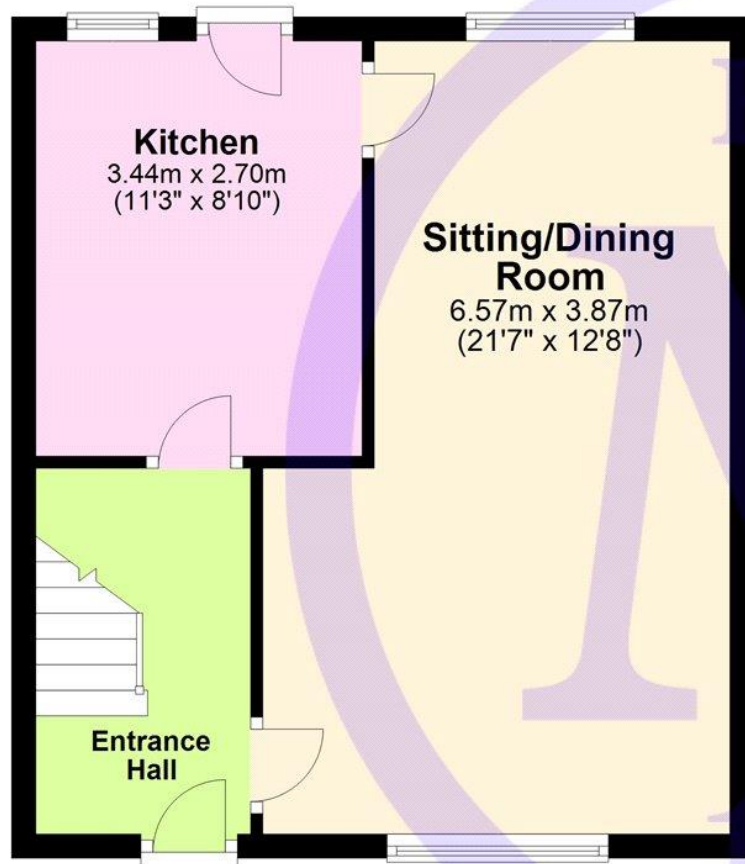 Kitchen
3.44m x 2.70m
(11'3" x 8'10")
Sitting/Dining
Room
6.57m x 3.87m
(21'7" x 12'8")
Entrance
Hall